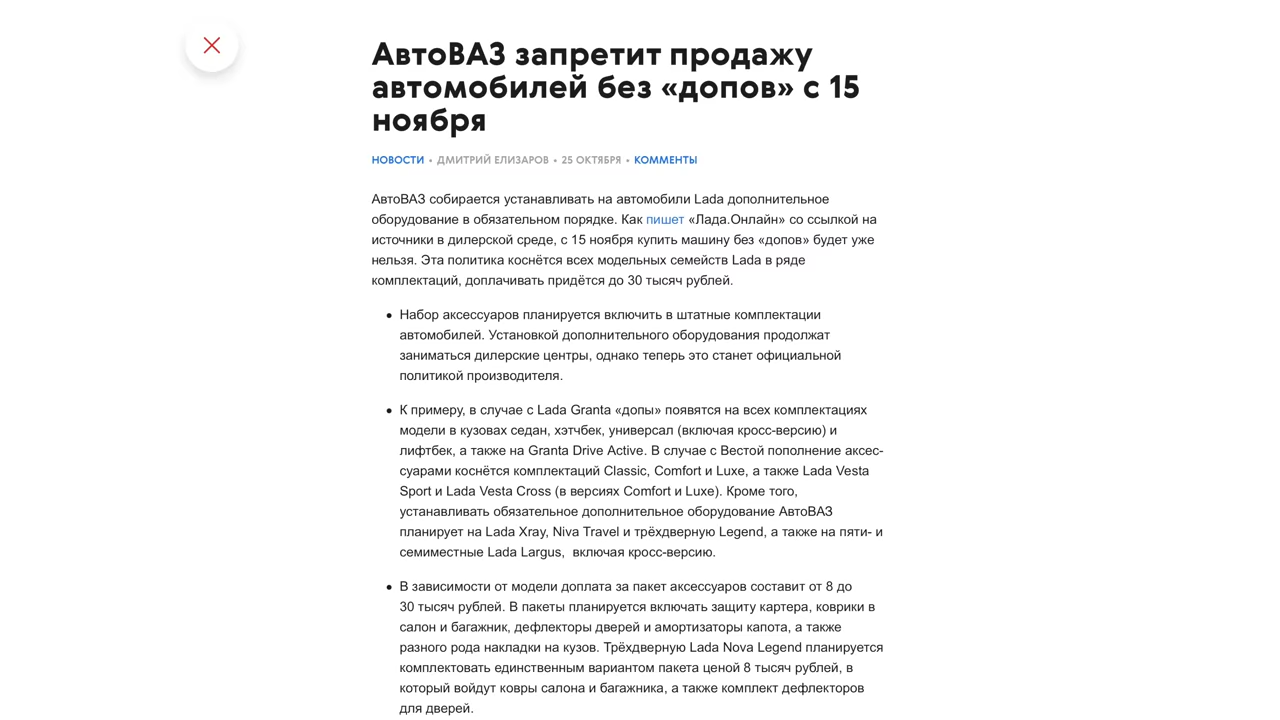 АвтоВАЗ запретит продажу
автомобилей без «допов» с 15
ноября
НОВОСТИ • ДМИТРИЙ ЕЛИЗАРОВ • 25 ОКТЯБРЯ • КОММЕНТЫ
АвтоВАЗ собирается устанавливать на автомобили Lada дополнительное
оборудование в обязательном порядке. Как пишет «Лада.Онлайн» со ссылкой на
источники в дилерской среде, с 15 ноября купить машину без «допов» будет уже
нельзя. Эта политика коснётся всех модельных семейств Lada в ряде
комплектаций, доплачивать придётся до 30 тысяч рублей.
• Набор аксессуаров планируется включить в штатные комплектации
автомобилей. Установкой дополнительного оборудования продолжат
заниматься дилерские центры, однако теперь это станет официальной
политикой производителя.
• К примеру, в случае с Lada Granta «допы» появятся на всех комплектациях
модели в кузовах седан, хэтчбек, универсал (включая кросс-версию) и
лифтбек, а также на Granta Drive Active. В случае с Вестой пополнение аксес-
суарами коснётся комплектаций Classic, Comfort и Luxe, а также Lada Vesta
Sport и Lada Vesta Cross (в версиях Comfort и Luxe). Кроме того,
устанавливать обязательное дополнительное оборудование АвтоВАЗ
планирует на Lada Xray, Niva Travel и трёхдверную Legend, а также на пяти- и
семиместные Lada Largus, включая кросс-версию.
• В зависимости от модели доплата за пакет аксессуаров составит от 8 до
30 тысяч рублей. В пакеты планируется включать защиту картера, коврики в
салон и багажник, дефлекторы дверей и амортизаторы капота, а также
разного рода накладки на кузов. Трёхдверную Lada Nova Legend планируется
комплектовать единственным вариантом пакета ценой 8 тысяч рублей, в
который войдут ковры салона и багажника, а также комплект дефлекторов
для дверей.